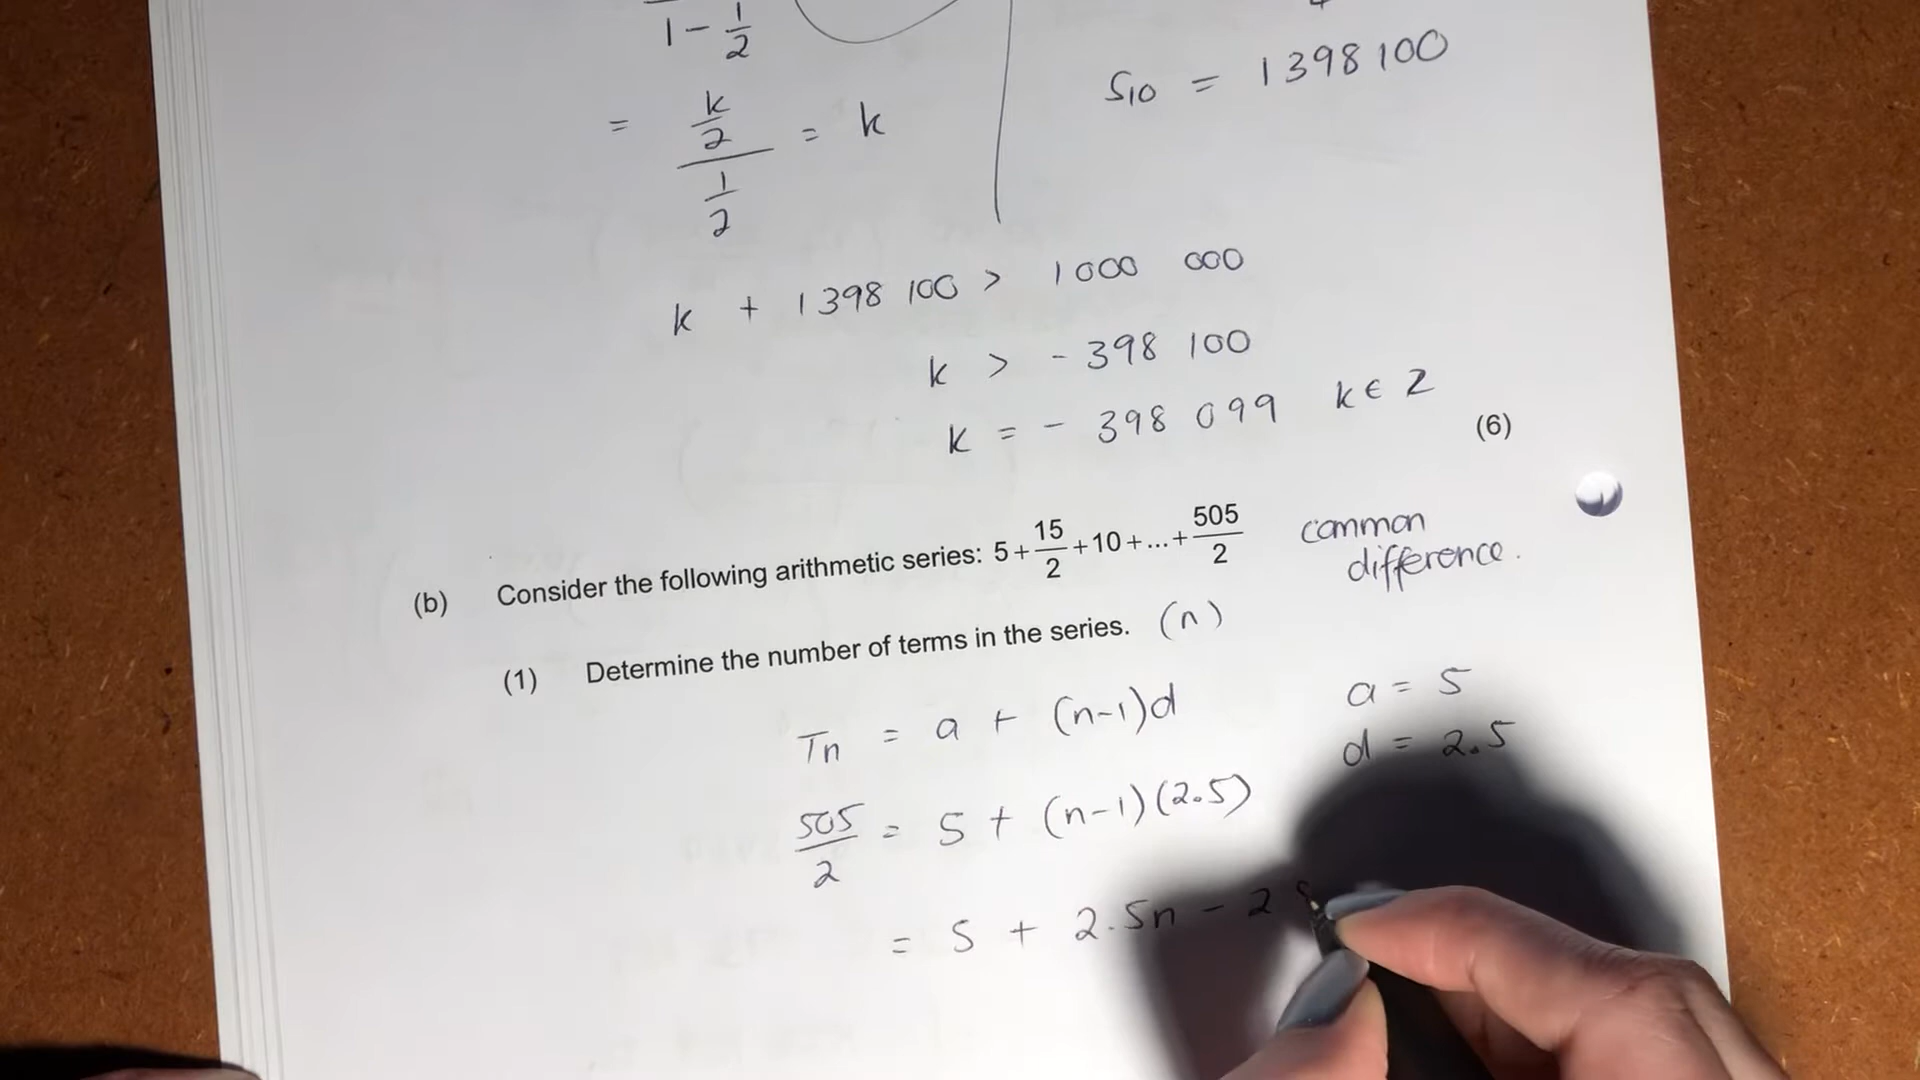 1 - 1/2
S10 = 1398100
= k/2 / 1/2 = k
k + 1398 100 > 1000 000
k > - 398 100
k = - 398 099 k ∈ Z
(6)
(b) Consider the following arithmetic series: 5 + 15/2 + 10 + ... + 505/2
common
difference.
(1) Determine the number of terms in the series. (n)
Tn = a + (n-1)d
a = 5
d = 2.5
505/2 = 5 + (n-1)(2.5)
= 5 + 2.5n - 2